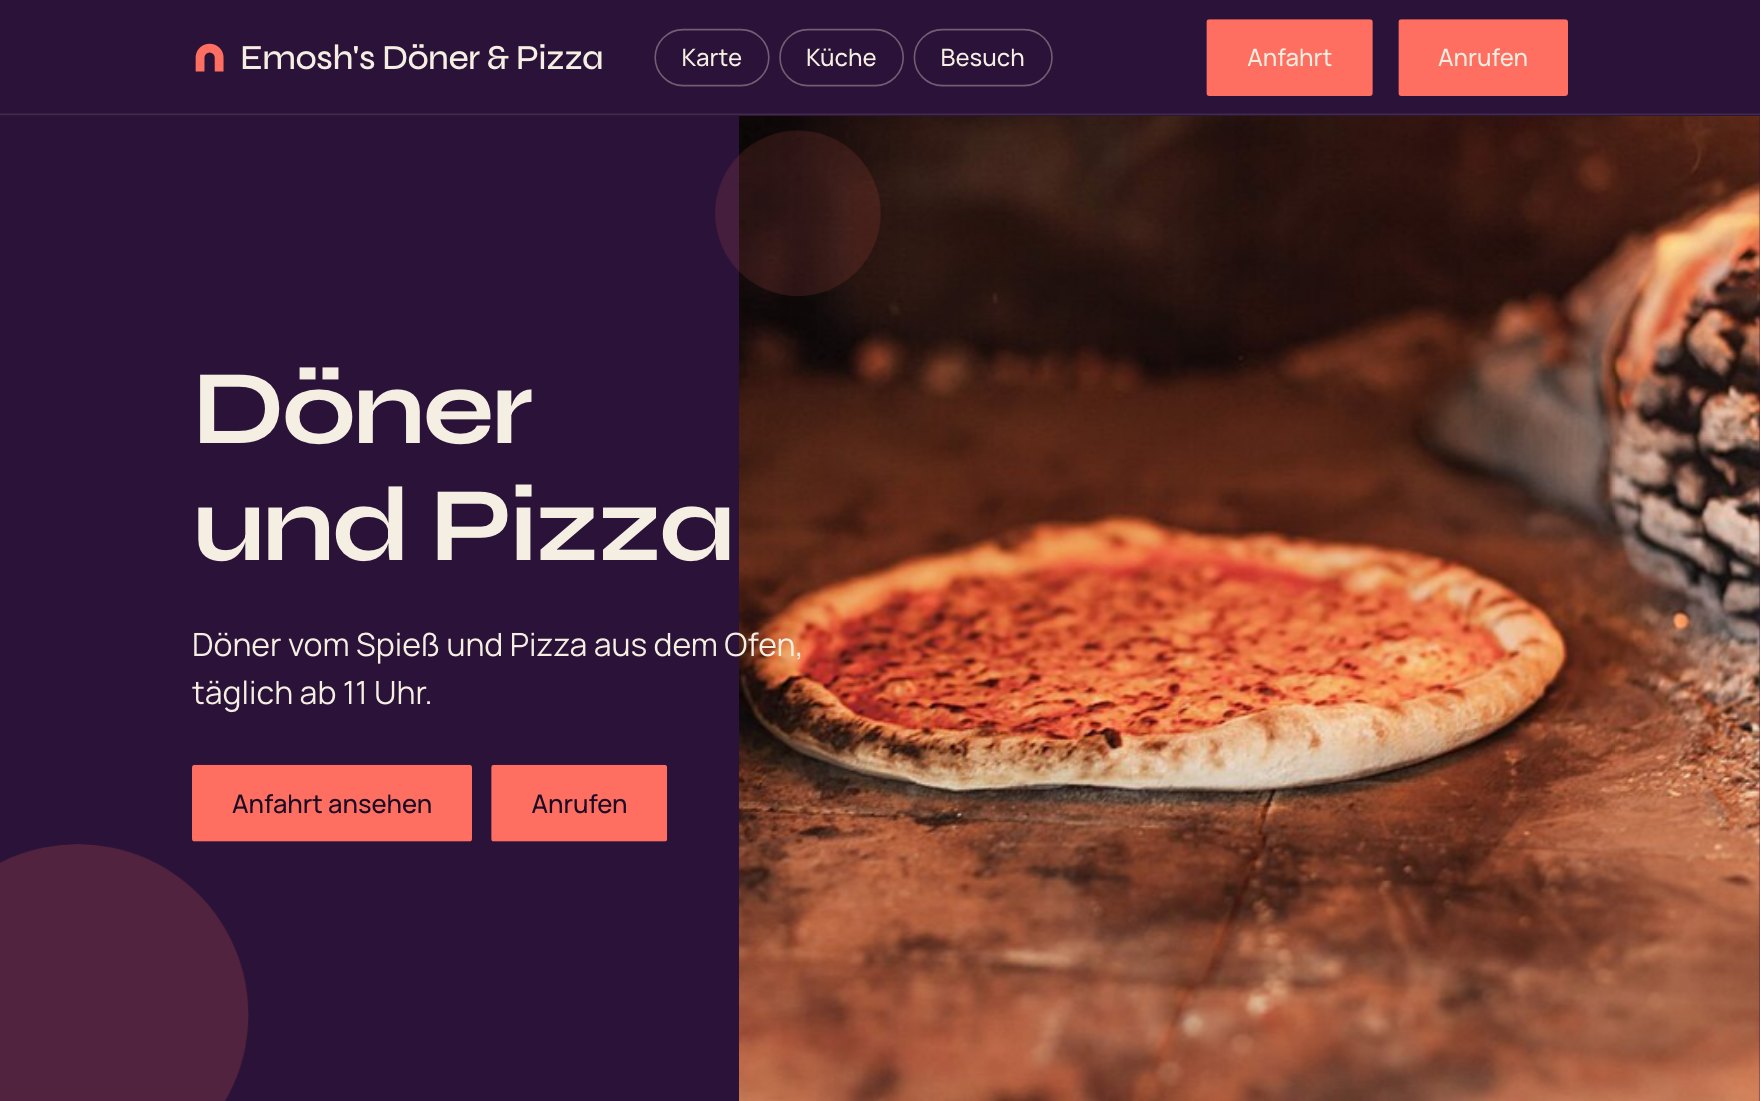 Emosh's Döner & Pizza
Karte
Küche
Besuch
Anfahrt
Anrufen
Döner
und Pizza
Döner vom Spieß und Pizza aus dem Ofen,
täglich ab 11 Uhr.
Anfahrt ansehen
Anrufen